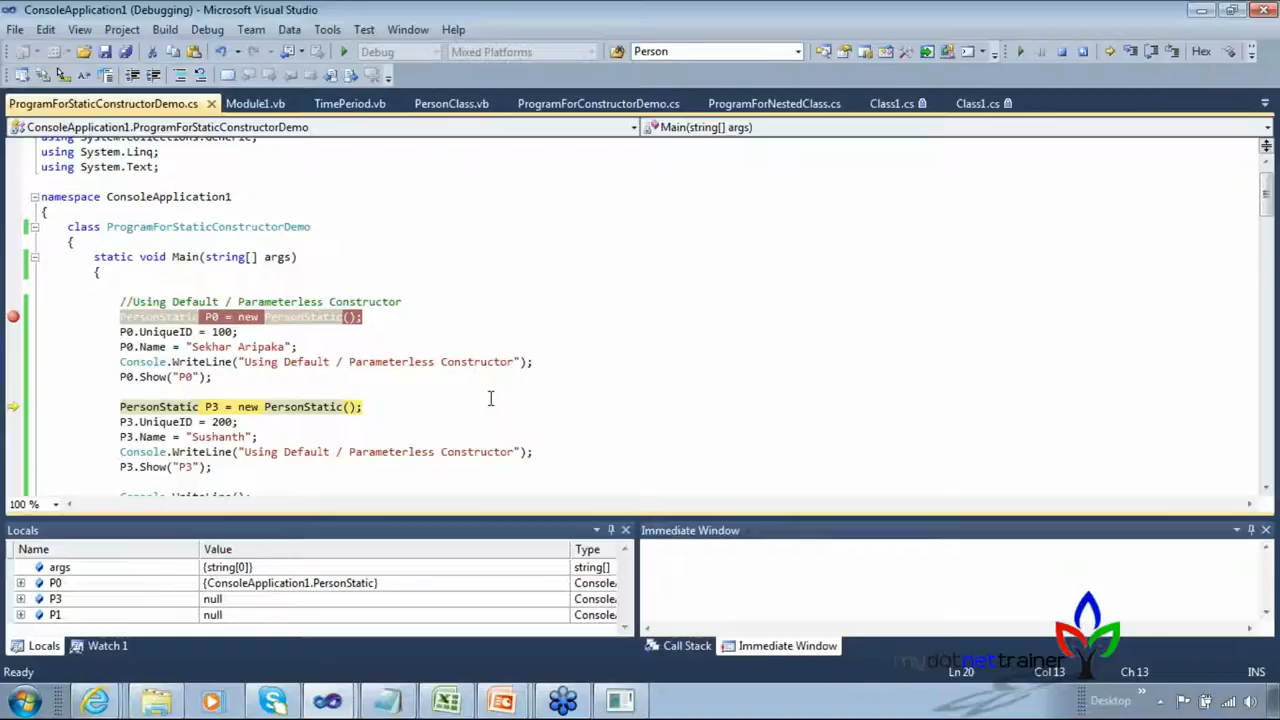 ConsoleApplication1 (Debugging) - Microsoft Visual Studio
File Edit View Project Build Debug Team Data Tools Test Window Help
Debug Mixed Platforms Person Hex
ProgramForStaticConstructorDemo.cs Module1.vb TimePeriod.vb PersonClass.vb ProgramForConstructorDemo.cs ProgramForNestedClass.cs Class1.cs Class1.cs
ConsoleApplication1.ProgramForStaticConstructorDemo Main(string[] args)
using System.Collections.Generic;
using System.Linq;
using System.Text;
namespace ConsoleApplication1
{
class ProgramForStaticConstructorDemo
{
static void Main(string[] args)
{
//Using Default / Parameterless Constructor
PersonStatic P0 = new PersonStatic();
P0.UniqueID = 100;
P0.Name = "Sekhar Aripaka";
Console.WriteLine("Using Default / Parameterless Constructor");
P0.Show("P0");
PersonStatic P3 = new PersonStatic();
P3.UniqueID = 200;
P3.Name = "Sushanth";
Console.WriteLine("Using Default / Parameterless Constructor");
P3.Show("P3");
Console.WriteLine();
100 %
Locals Immediate Window
Name Value Type
args {string[0]} string[]
P0 {ConsoleApplication1.PersonStatic} Console
P3 null Console
P1 null Console
Locals Watch 1 Call Stack Immediate Window
mydotnettrainer
Ready Ln 20 Col 13 Ch 13 INS
Desktop